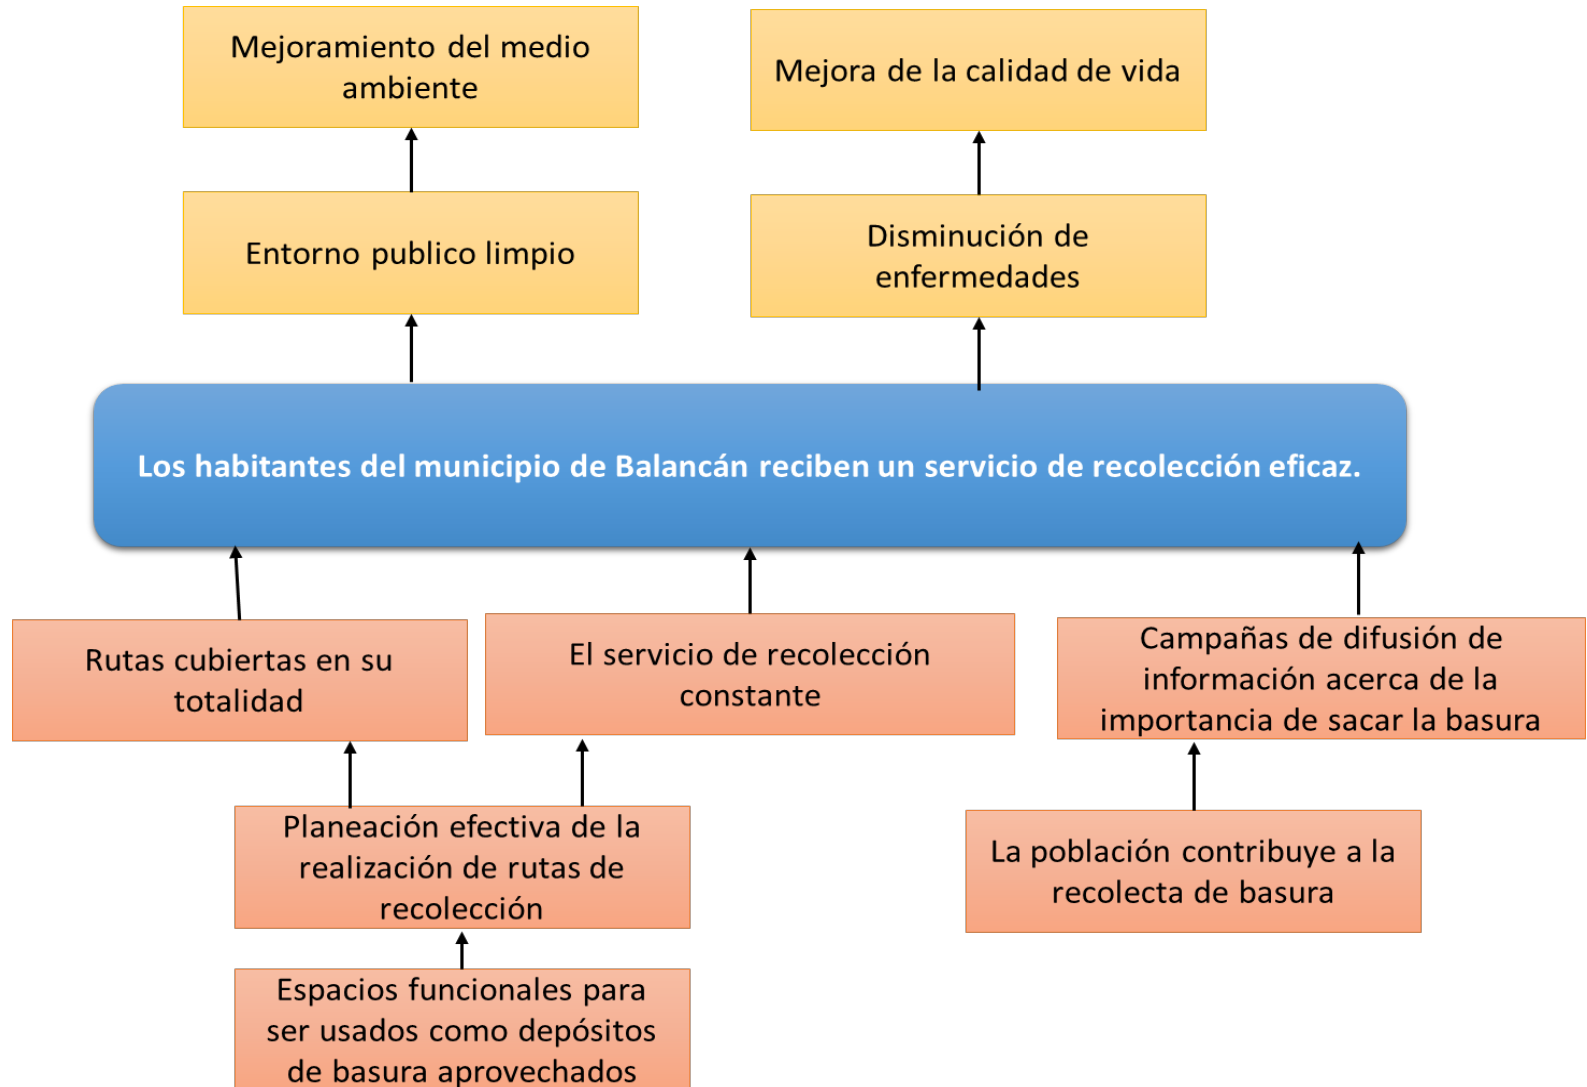 Mejoramiento del medio
ambiente
Mejora de la calidad de vida
Entorno publico limpio
Disminución de
enfermedades
Los habitantes del municipio de Balancán reciben un servicio de recolección eficaz.
Rutas cubiertas en su
totalidad
El servicio de recolección
constante
Campañas de difusión de
información acerca de la
importancia de sacar la basura
Planeación efectiva de la
realización de rutas de
recolección
La población contribuye a la
recolecta de basura
Espacios funcionales para
ser usados como depósitos
de basura aprovechados